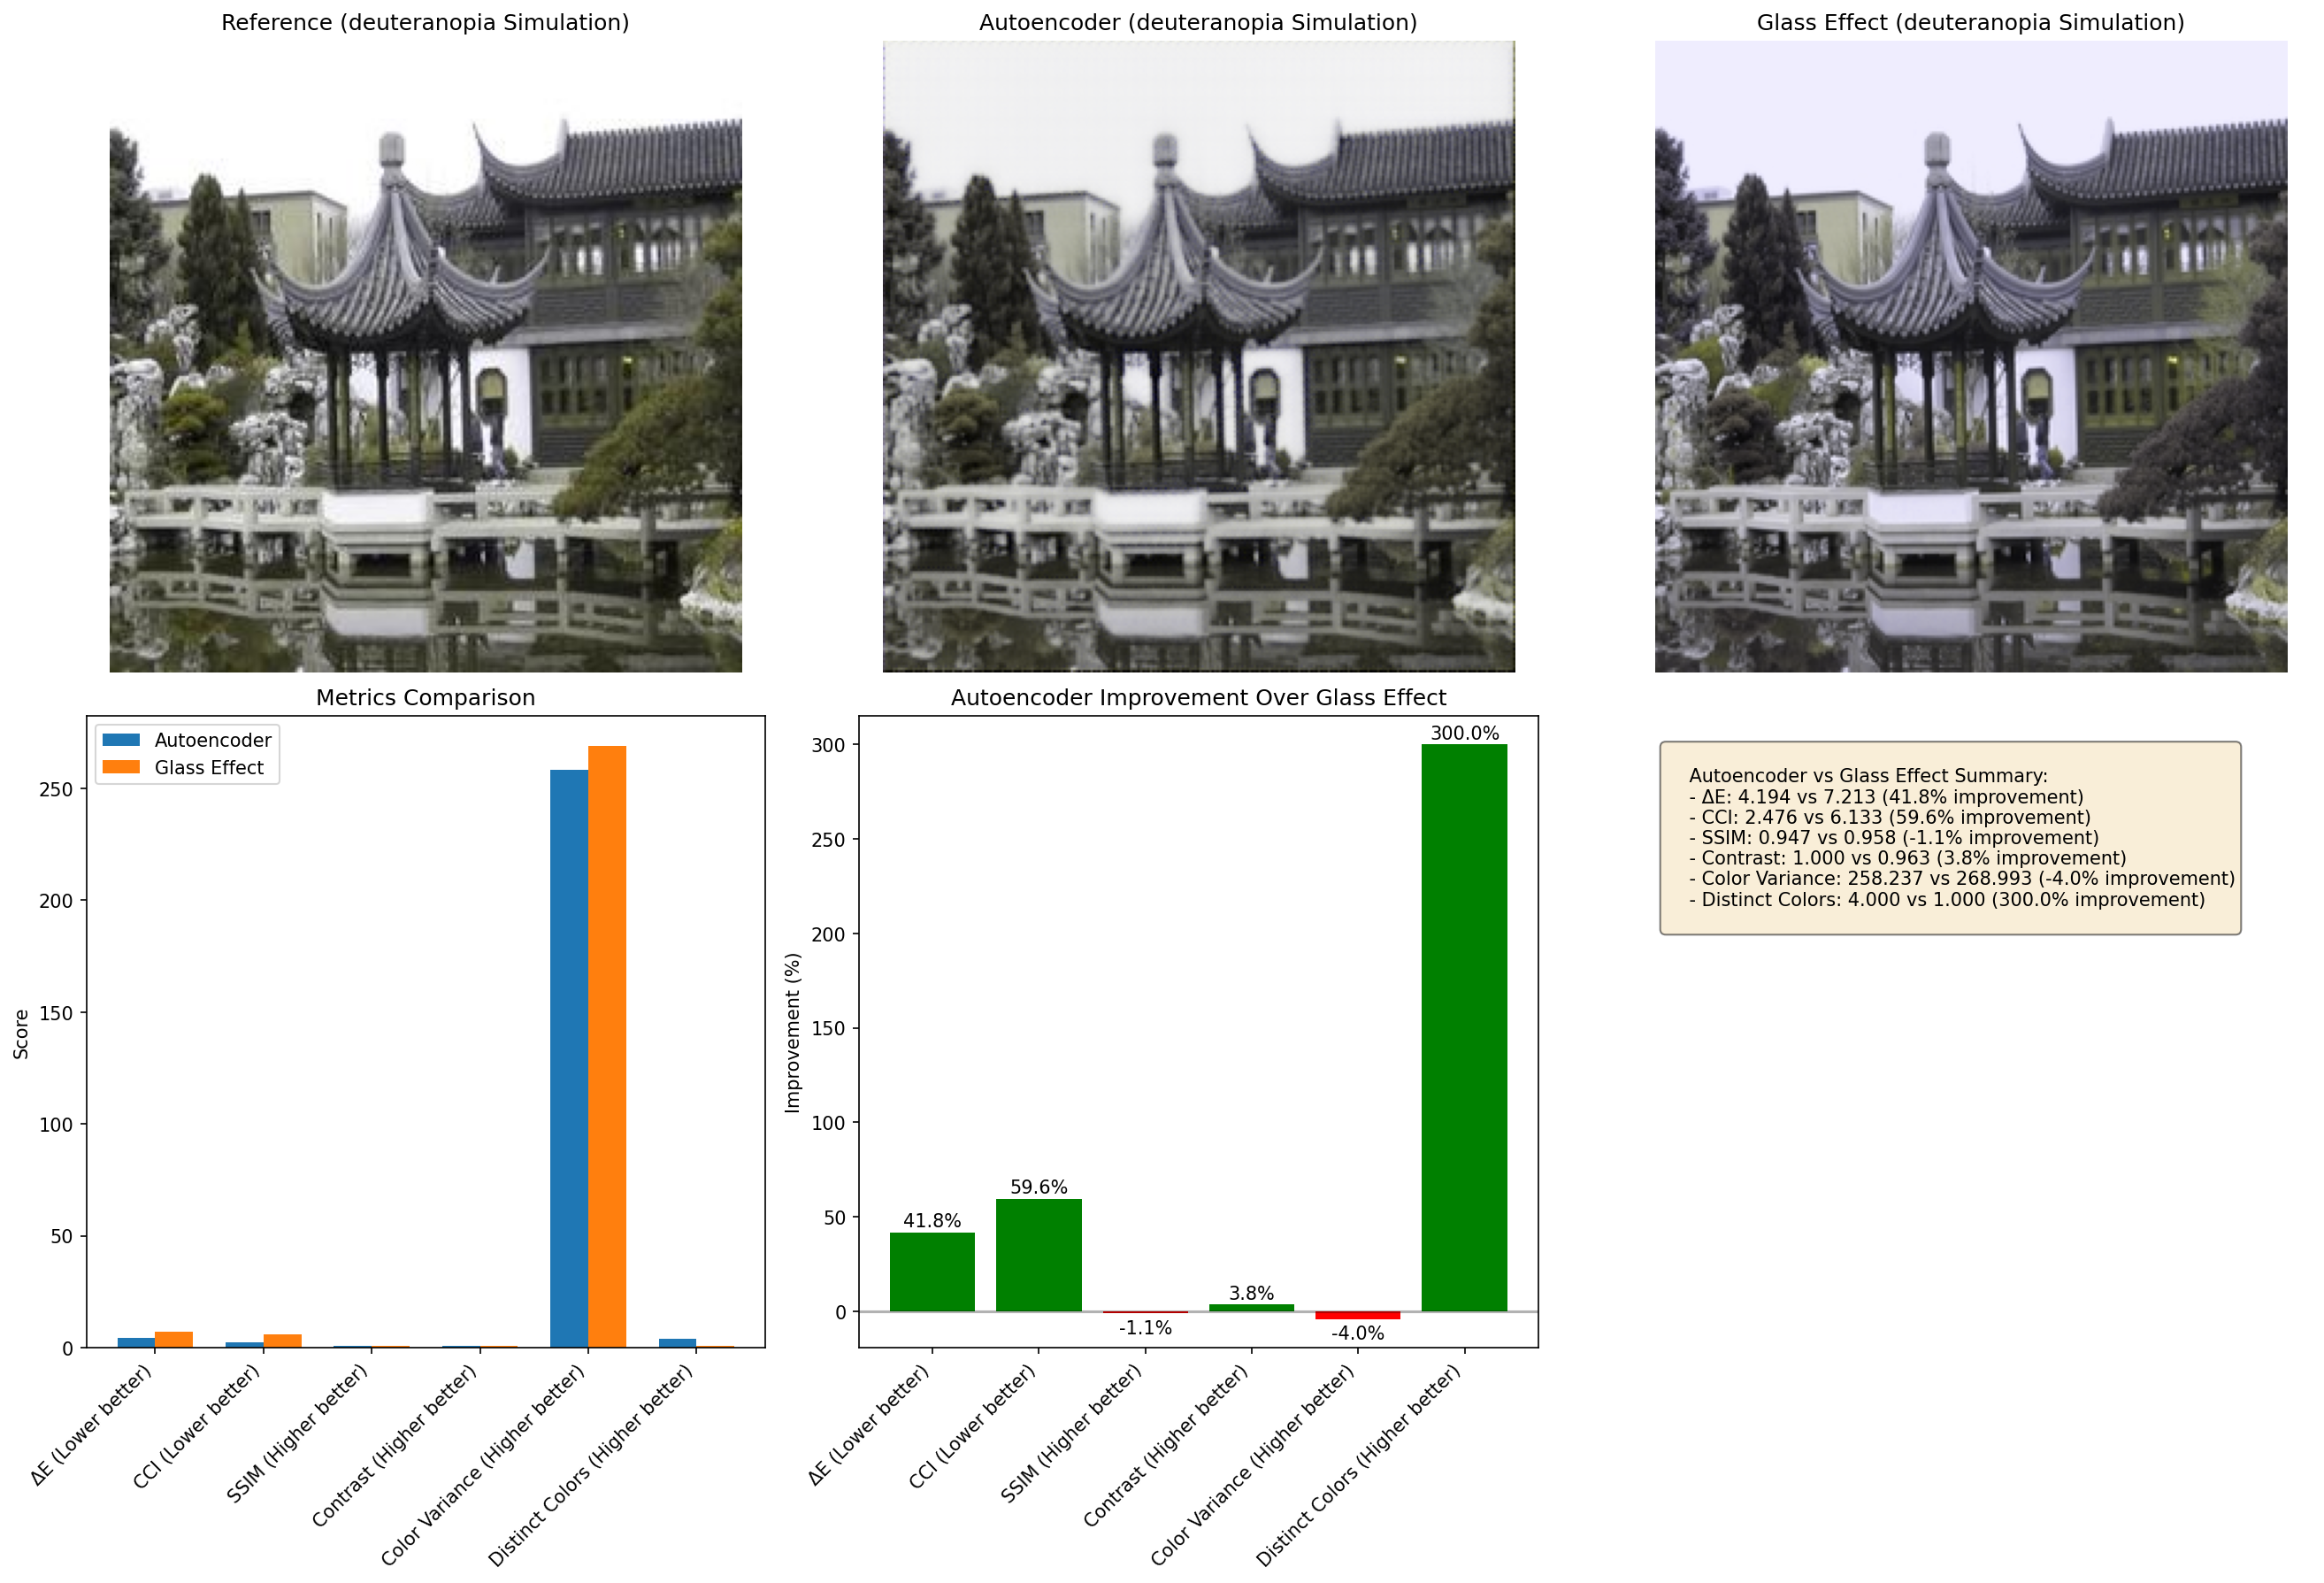 Reference (deuteranopia Simulation)
Autoencoder (deuteranopia Simulation)
Glass Effect (deuteranopia Simulation)
Metrics Comparison
Autoencoder
Glass Effect
Score
250
200
150
100
50
0
ΔE (Lower better)
CCI (Lower better)
SSIM (Higher better)
Contrast (Higher better)
Color Variance (Higher better)
Distinct Colors (Higher better)
Autoencoder Improvement Over Glass Effect
Improvement (%)
300
250
200
150
100
50
0
41.8%
59.6%
-1.1%
3.8%
-4.0%
300.0%
ΔE (Lower better)
CCI (Lower better)
SSIM (Higher better)
Contrast (Higher better)
Color Variance (Higher better)
Distinct Colors (Higher better)
Autoencoder vs Glass Effect Summary:
- ΔE: 4.194 vs 7.213 (41.8% improvement)
- CCI: 2.476 vs 6.133 (59.6% improvement)
- SSIM: 0.947 vs 0.958 (-1.1% improvement)
- Contrast: 1.000 vs 0.963 (3.8% improvement)
- Color Variance: 258.237 vs 268.993 (-4.0% improvement)
- Distinct Colors: 4.000 vs 1.000 (300.0% improvement)